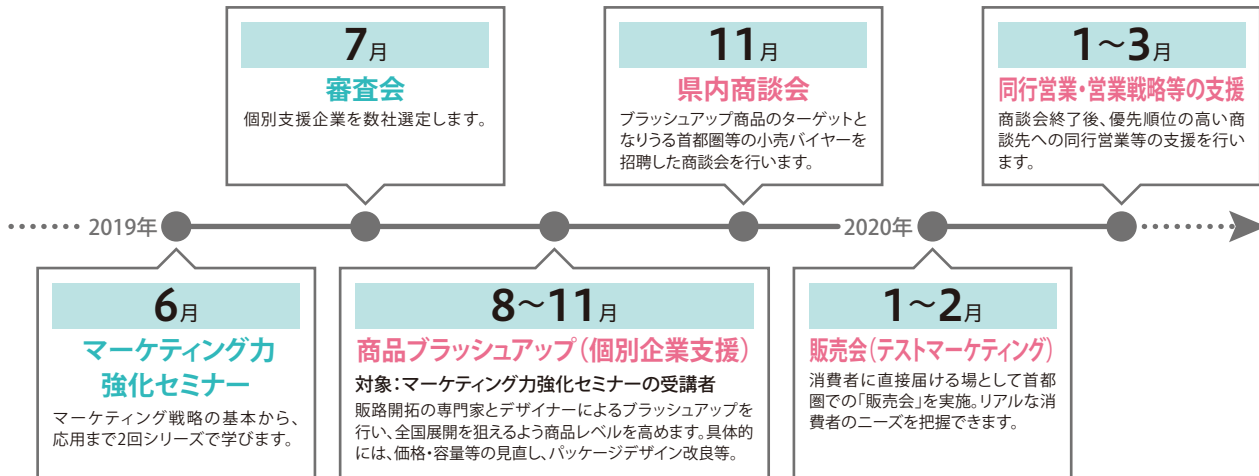 7月
審査会
個別支援企業を数社選定します。
11月
県内商談会
ブラッシュアップ商品のターゲットと
なりうる首都圏等の小売バイヤーを
招聘した商談会を行います。
1〜3月
同行営業・営業戦略等の支援
商談会終了後、優先順位の高い商
談先への同行営業等の支援を行い
ます。
2019年
2020年
6月
マーケティング力
強化セミナー
マーケティング戦略の基本から、
応用まで2回シリーズで学びます。
8〜11月
商品ブラッシュアップ（個別企業支援）
対象：マーケティング力強化セミナーの受講者
販路開拓の専門家とデザイナーによるブラッシュアップを
行い、全国展開を狙えるよう商品レベルを高めます。具体的
には、価格・容量等の見直し、パッケージデザイン改良等。
1〜2月
販売会（テストマーケティング）
消費者に直接届ける場として首都
圏での「販売会」を実施。リアルな消
費者のニーズを把握できます。